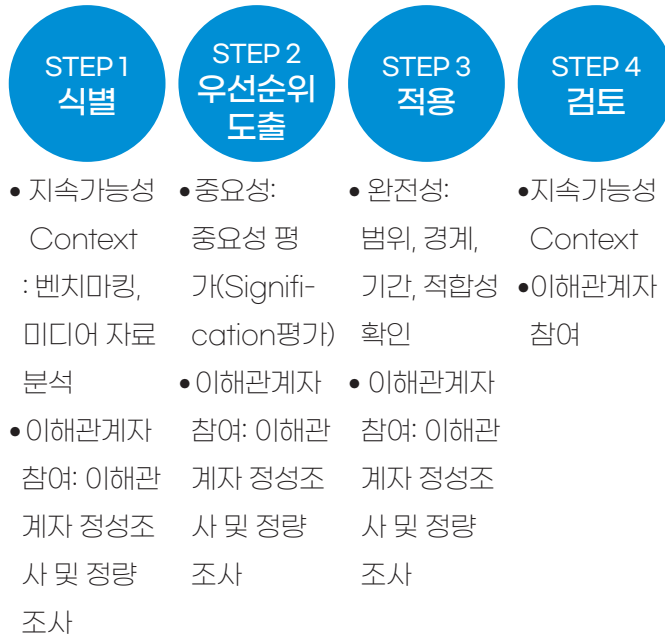 STEP 1
식별
• 지속가능성
Context
: 벤치마킹,
미디어 자료
분석
• 이해관계자
참여: 이해관
계자 정성조
사 및 정량
조사
STEP 2
우선순위
도출
• 중요성:
중요성 평
가(Signifi-
cation평가)
• 이해관계자
참여: 이해관
계자 정성조
사 및 정량
조사
STEP 3
적용
• 완전성:
범위, 경계,
기간, 적합성
확인
• 이해관계자
참여: 이해관
계자 정성조
사 및 정량
조사
STEP 4
검토
• 지속가능성
Context
• 이해관계자
참여